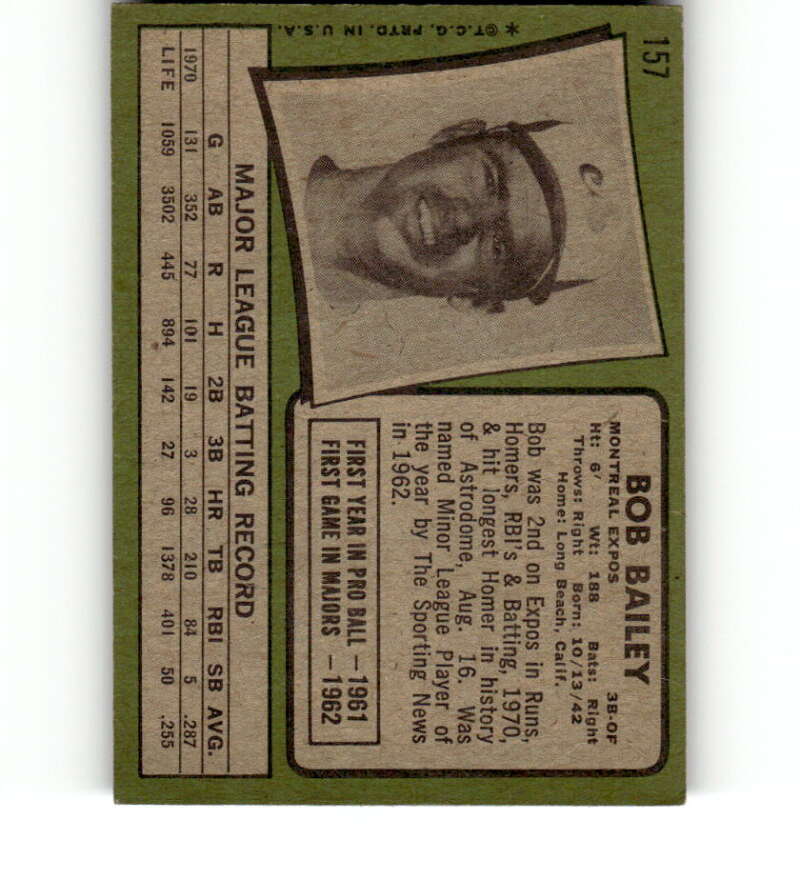 157
BOB BAILEY 3B-OF
MONTREAL EXPOS
Ht: 6' Wt: 188 Bats: Right
Throws: Right Born: 10/13/42
Home: Long Beach, Calif.
Bob was 2nd on Expos in Runs,
Homers, RBI's & Batting, 1970,
& hit longest Homer in history
of Astrodome, Aug. 16. Was
named Minor League Player of
the year by The Sporting News
in 1962.
FIRST YEAR IN PRO BALL — 1961
FIRST GAME IN MAJORS — 1962
MAJOR LEAGUE BATTING RECORD
G AB R H 2B 3B HR TB RBI SB AVG.
1970 131 352 77 101 19 3 28 210 84 5 .287
LIFE 1059 3502 445 894 142 27 96 1378 401 50 .255
*©T.C.G. PRTD. IN U.S.A.